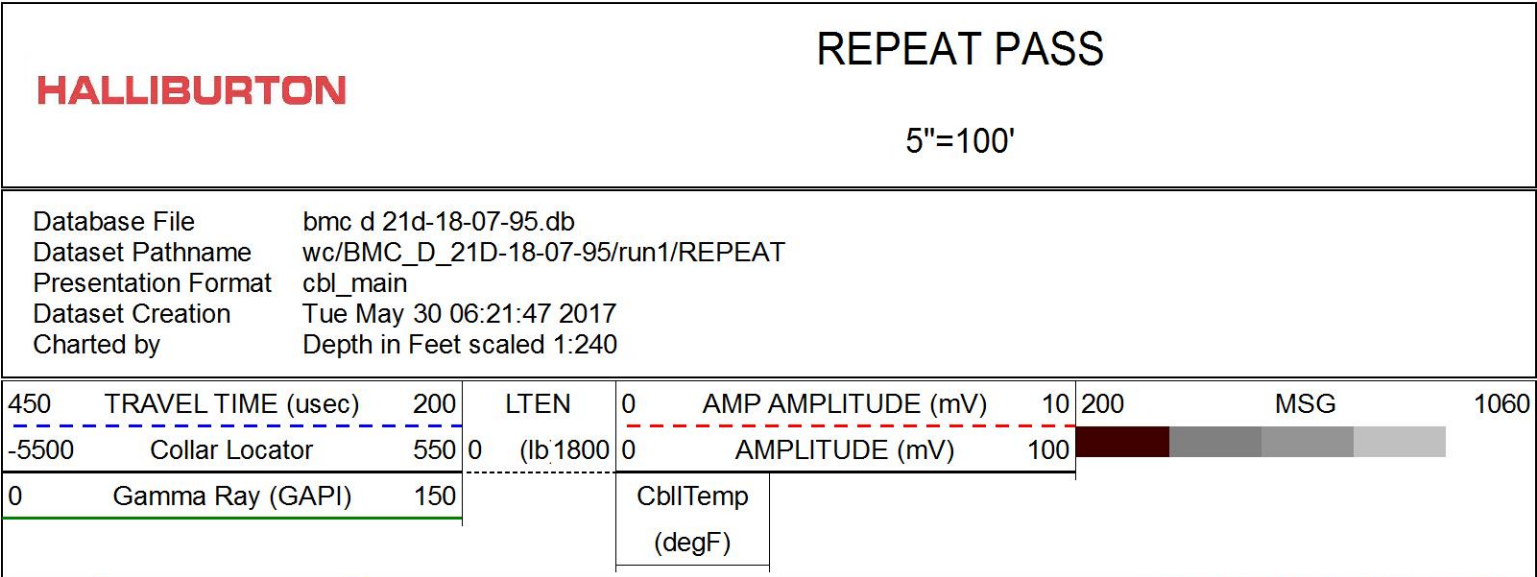 HALLIBURTON
REPEAT PASS
5"=100'
Database File bmc d 21d-18-07-95.db
Dataset Pathname wc/BMC_D_21D-18-07-95/run1/REPEAT
Presentation Format cbl_main
Dataset Creation Tue May 30 06:21:47 2017
Charted by Depth in Feet scaled 1:240
450 TRAVEL TIME (usec) 200 LTEN 0 AMP AMPLITUDE (mV) 10 200 MSG 1060
-5500 Collar Locator 550 0 (lb 1800 0 AMPLITUDE (mV) 100
0 Gamma Ray (GAPI) 150 CblITemp
(degF)